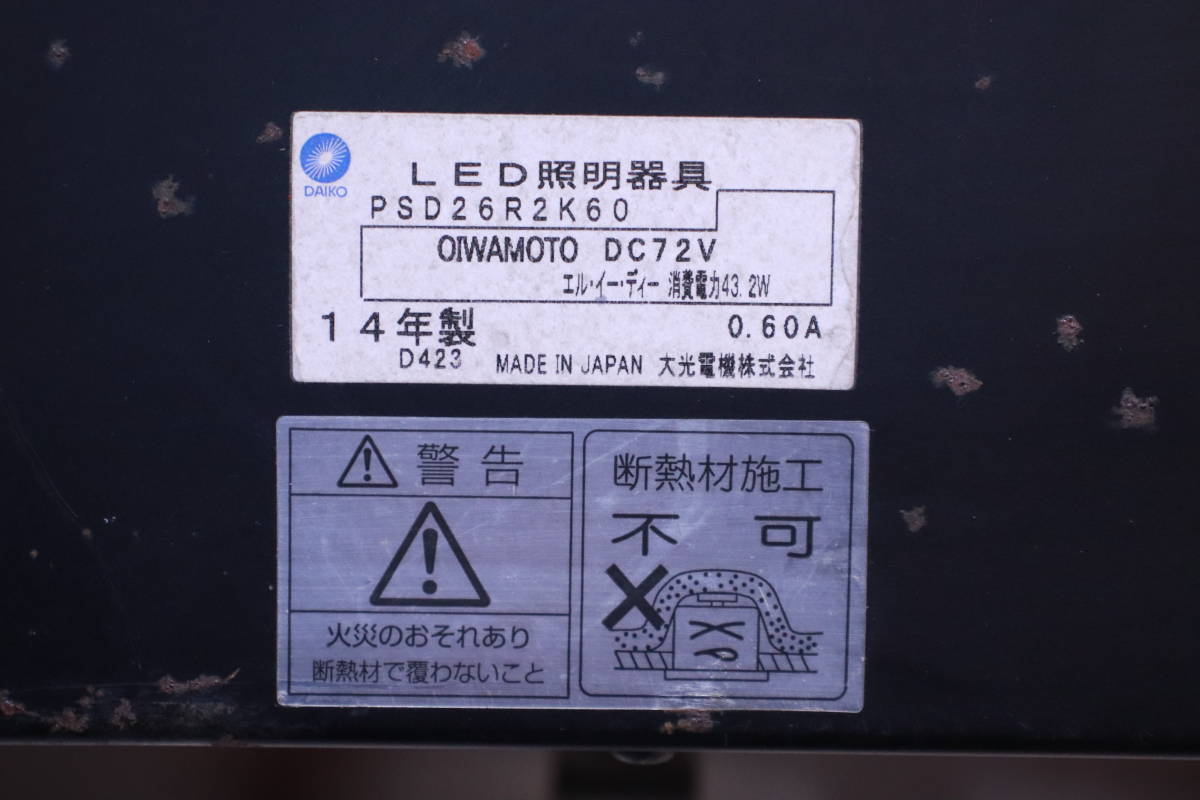 DAIKO
LED照明器具
PSD26R2K60
OIWAMOTO DC72V
エル・イー・ディー 消費電力43.2W
14年製
0.60A
D423 MADE IN JAPAN 大光電機株式会社
警告
火災のおそれあり
断熱材で覆わないこと
断熱材施工
不可